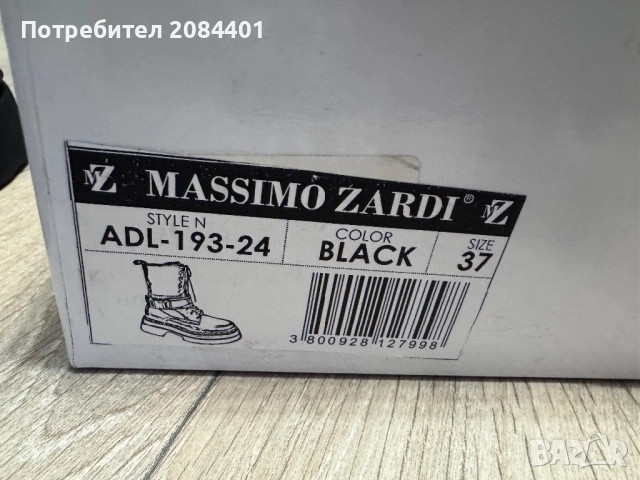 Потребител 2084401
MZ MASSIMO ZARDI® MZ
STYLE N COLOR SIZE
ADL-193-24 BLACK 37
3 800928 127998
BAZAR